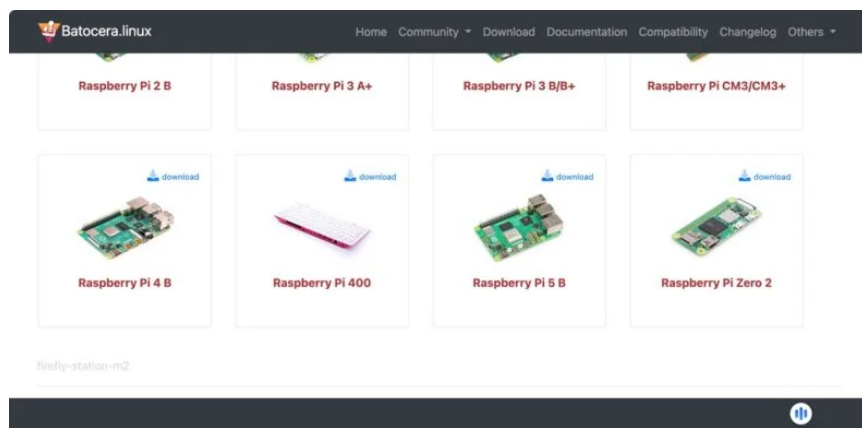 Batocera.linux
Home Community Download Documentation Compatibility Changelog Others
Raspberry Pi 2 B Raspberry Pi 3 A+ Raspberry Pi 3 B/B+ Raspberry Pi CM3/CM3+
download download download download
Raspberry Pi 4 B Raspberry Pi 400 Raspberry Pi 5 B Raspberry Pi Zero 2
firefly-station-m2